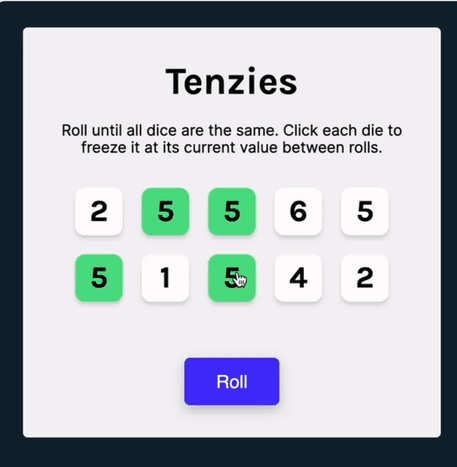 Tenzies
Roll until all dice are the same. Click each die to
freeze it at its current value between rolls.
2 5 5 6 5
5 1 5 4 2
Roll